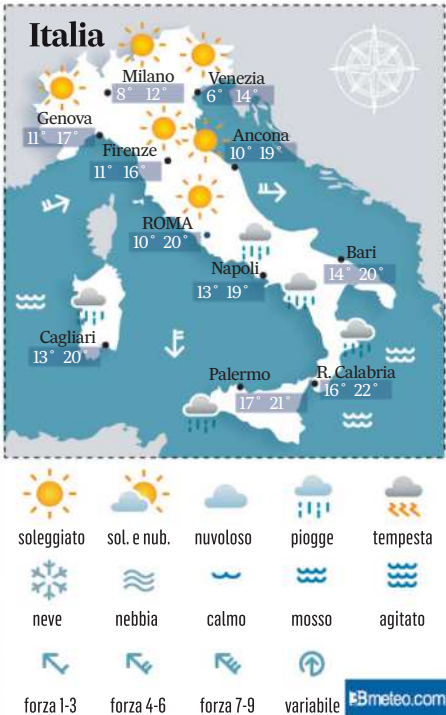 Italia
Milano
8° 12°
Venezia
6° 14°
Genova
11° 17°
Firenze
11° 16°
Ancona
10° 19°
ROMA
10° 20°
Napoli
13° 19°
Bari
14° 20°
Cagliari
13° 20°
Palermo
17° 21°
R. Calabria
16° 22°
soleggiato sol. e nub. nuvoloso piogge tempesta
neve nebbia calmo mosso agitato
forza 1-3 forza 4-6 forza 7-9 variabile
3Bmeteo.com